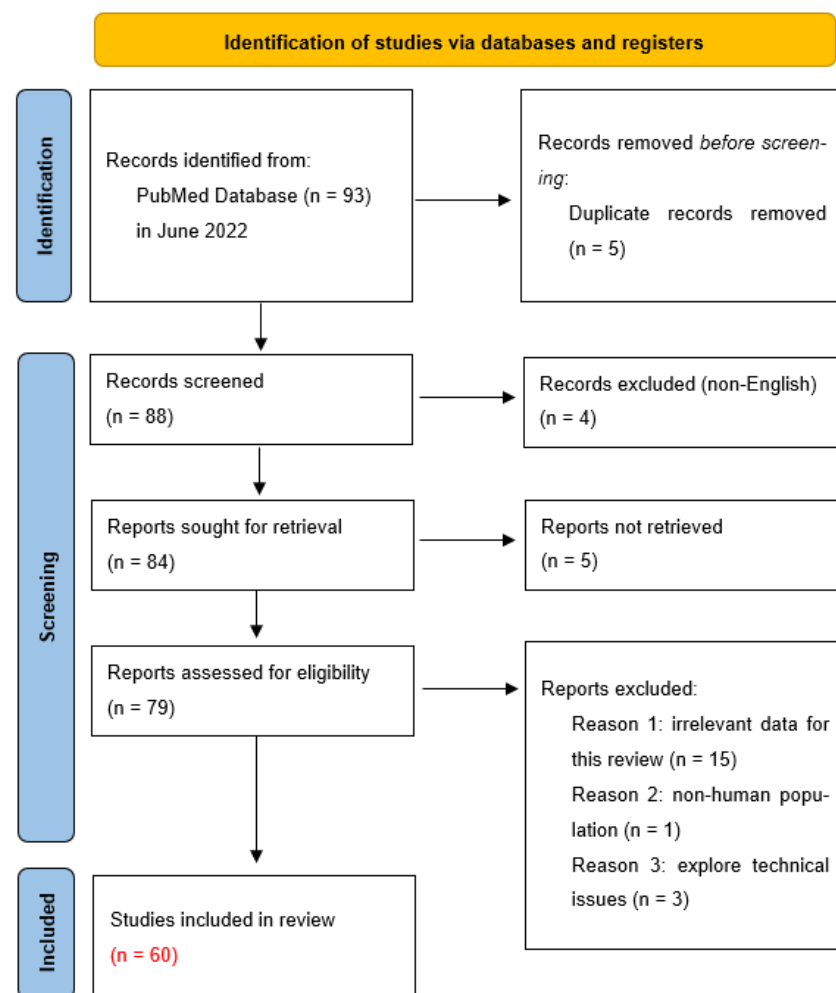 Identification of studies via databases and registers
Identification
Records identified from:
PubMed Database (n = 93)
in June 2022
Records removed before screen-
ing:
Duplicate records removed
(n = 5)
Screening
Records screened
(n = 88)
Records excluded (non-English)
(n = 4)
Reports sought for retrieval
(n = 84)
Reports not retrieved
(n = 5)
Reports assessed for eligibility
(n = 79)
Reports excluded:
Reason 1: irrelevant data for
this review (n = 15)
Reason 2: non-human popu-
lation (n = 1)
Reason 3: explore technical
issues (n = 3)
Included
Studies included in review
(n = 60)